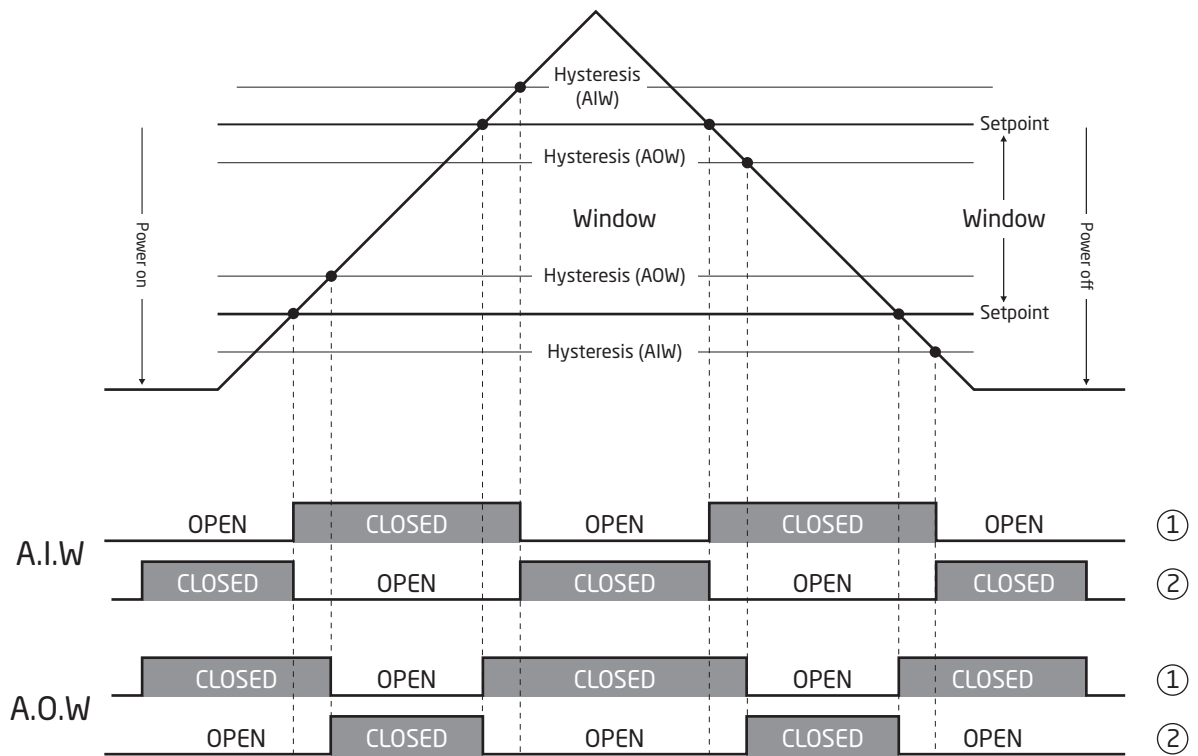 Hysteresis
(AIW)
Setpoint
Hysteresis (AOW)
Power on
Window
Window
Power off
Hysteresis (AOW)
Setpoint
Hysteresis (AIW)
A.I.W
OPEN CLOSED OPEN CLOSED OPEN ①
CLOSED OPEN CLOSED OPEN CLOSED ②
A.O.W
CLOSED OPEN CLOSED OPEN CLOSED ①
OPEN CLOSED OPEN CLOSED OPEN ②